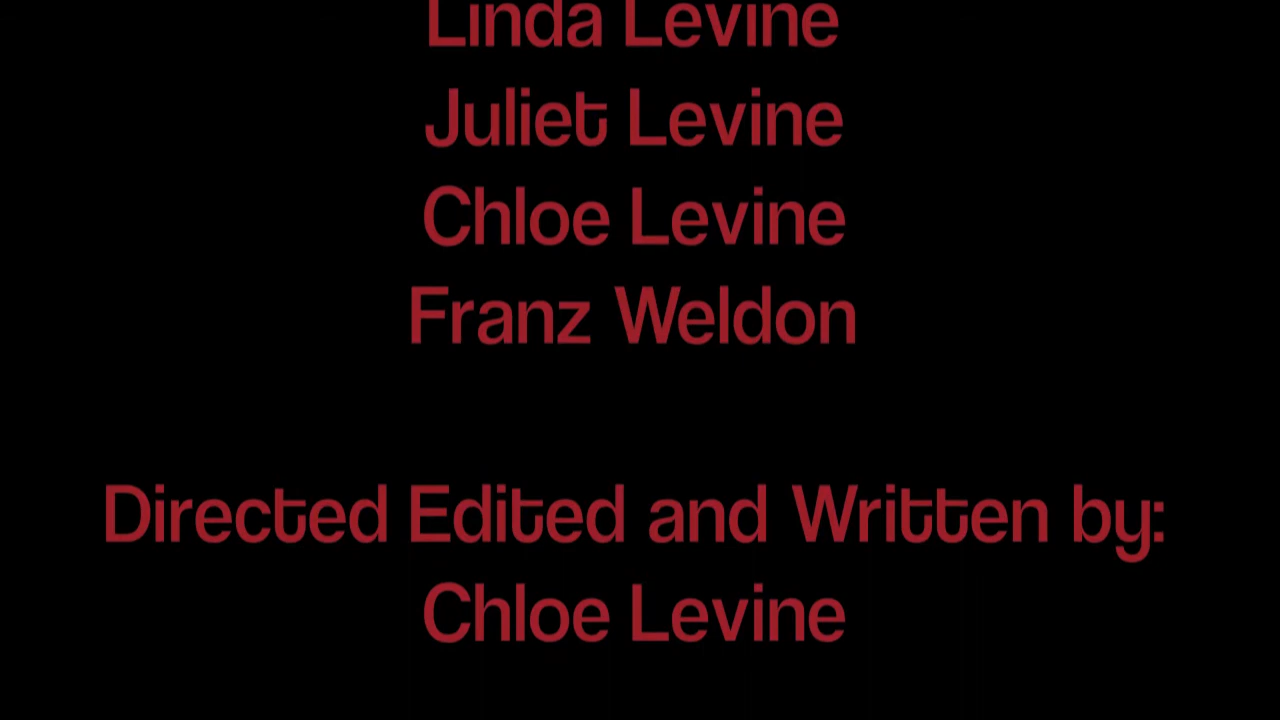 Linda Levine
Juliet Levine
Chloe Levine
Franz Weldon
Directed Edited and Written by:
Chloe Levine